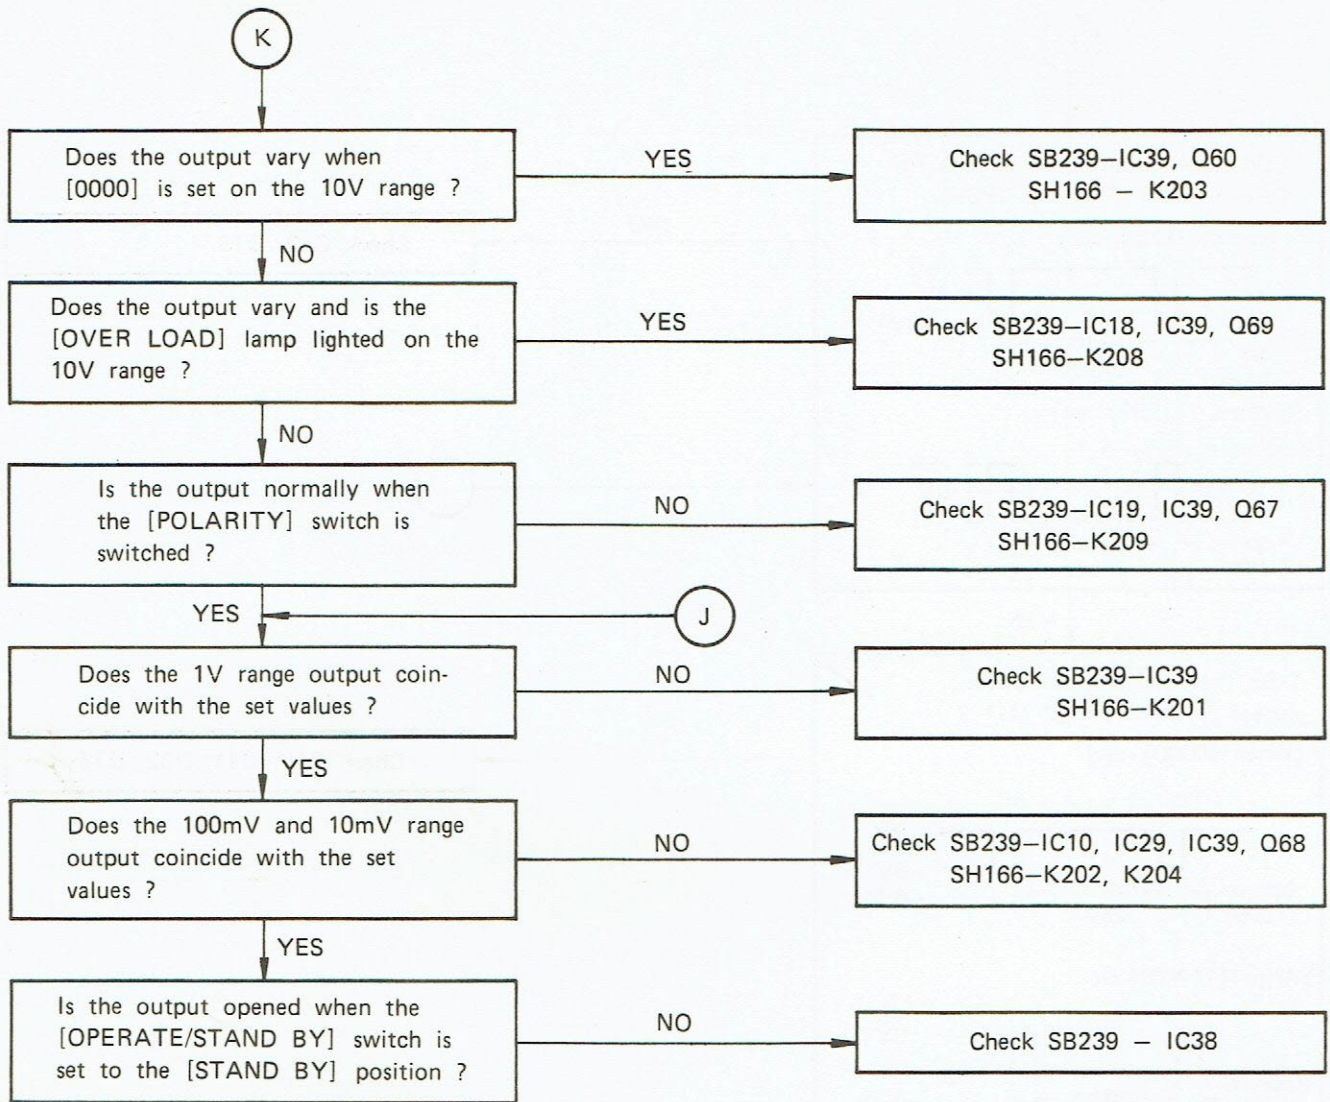 K
Does the output vary when
[0000] is set on the 10V range ?
YES
Check SB239–IC39, Q60
SH166 – K203
NO
Does the output vary and is the
[OVER LOAD] lamp lighted on the
10V range ?
YES
Check SB239–IC18, IC39, Q69
SH166–K208
NO
Is the output normally when
the [POLARITY] switch is
switched ?
NO
Check SB239–IC19, IC39, Q67
SH166–K209
YES
J
Does the 1V range output coin-
cide with the set values ?
NO
Check SB239–IC39
SH166–K201
YES
Does the 100mV and 10mV range
output coincide with the set
values ?
NO
Check SB239–IC10, IC29, IC39, Q68
SH166–K202, K204
YES
Is the output opened when the
[OPERATE/STAND BY] switch is
set to the [STAND BY] position ?
NO
Check SB239 – IC38